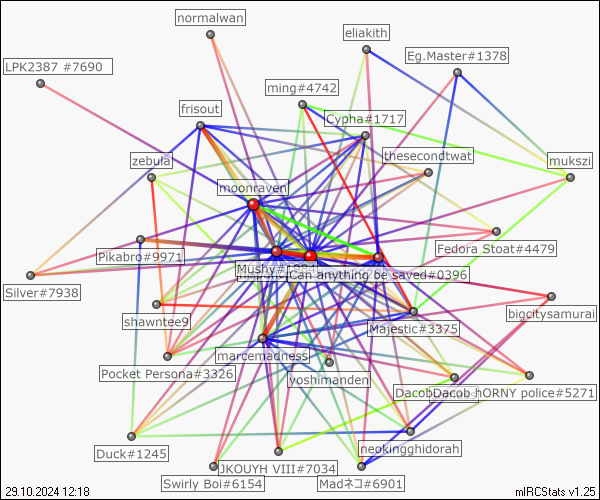 normalwan
eliakith
Eg.Master#1378
LPK2387 #7690
ming#4742
frisout
Cypha#1717
thesecondtwat
zebula
mukszi
moonraven
Fedora Stoat#4479
Pikabro#9971
Can anything be saved#0396
Silver#7938
bigcitysamurai
shawntee9
Majestic#3375
marcemadness
Pocket Persona#3326
yoshimanden
Dacob hORNY police#5271
neokingghidorah
Duck#1245
JKOUYH VIII#7034
Swirly Boi#6154
Madネコ#6901
29.10.2024 12:18
mIRCStats v1.25